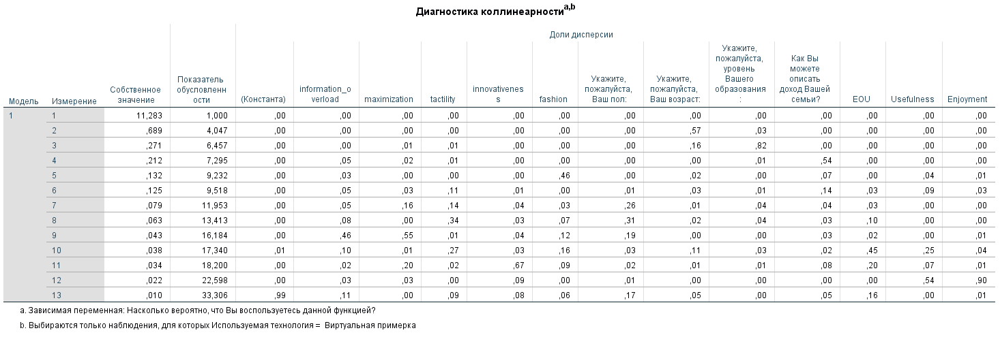 Диагностика коллинеарностиa,b
Доли дисперсии
Модель Измерение Собственное значение Показатель обусловленн ости (Константа) information_o verload maximization tactility innovativenes s fashion Укажите, пожалуйста, Ваш пол: Укажите, пожалуйста, Ваш возраст: Укажите, пожалуйста, уровень Вашего образования : Как Вы можете описать доход Вашей семьи? EOU Usefulness Enjoyment
1 1 11,283 1,000 ,00 ,00 ,00 ,00 ,00 ,00 ,00 ,00 ,00 ,00 ,00 ,00 ,00
2 ,689 4,047 ,00 ,00 ,00 ,00 ,00 ,00 ,00 ,57 ,03 ,00 ,00 ,00 ,00
3 ,271 6,457 ,00 ,00 ,01 ,01 ,00 ,00 ,00 ,16 ,82 ,00 ,00 ,00 ,00
4 ,212 7,295 ,00 ,05 ,02 ,01 ,00 ,00 ,00 ,00 ,01 ,54 ,00 ,00 ,00
5 ,132 9,232 ,00 ,03 ,00 ,00 ,00 ,46 ,00 ,02 ,00 ,07 ,00 ,04 ,01
6 ,125 9,518 ,00 ,05 ,03 ,11 ,01 ,00 ,01 ,03 ,01 ,14 ,03 ,09 ,03
7 ,079 11,953 ,00 ,05 ,16 ,14 ,04 ,03 ,26 ,01 ,04 ,04 ,03 ,00 ,00
8 ,063 13,413 ,00 ,08 ,00 ,34 ,03 ,07 ,31 ,02 ,04 ,03 ,10 ,00 ,00
9 ,043 16,184 ,00 ,46 ,55 ,01 ,04 ,12 ,19 ,00 ,00 ,03 ,02 ,00 ,01
10 ,038 17,340 ,01 ,10 ,01 ,27 ,03 ,16 ,03 ,11 ,03 ,02 ,45 ,25 ,04
11 ,034 18,200 ,00 ,02 ,20 ,02 ,67 ,09 ,02 ,01 ,01 ,08 ,20 ,07 ,01
12 ,022 22,598 ,00 ,03 ,03 ,00 ,09 ,00 ,01 ,00 ,00 ,00 ,00 ,54 ,90
13 ,010 33,306 ,99 ,11 ,00 ,09 ,08 ,06 ,17 ,05 ,00 ,05 ,16 ,00 ,01
a. Зависимая переменная: Насколько вероятно, что Вы воспользуетесь данной функцией?
b. Выбираются только наблюдения, для которых Используемая технология = Виртуальная примерка